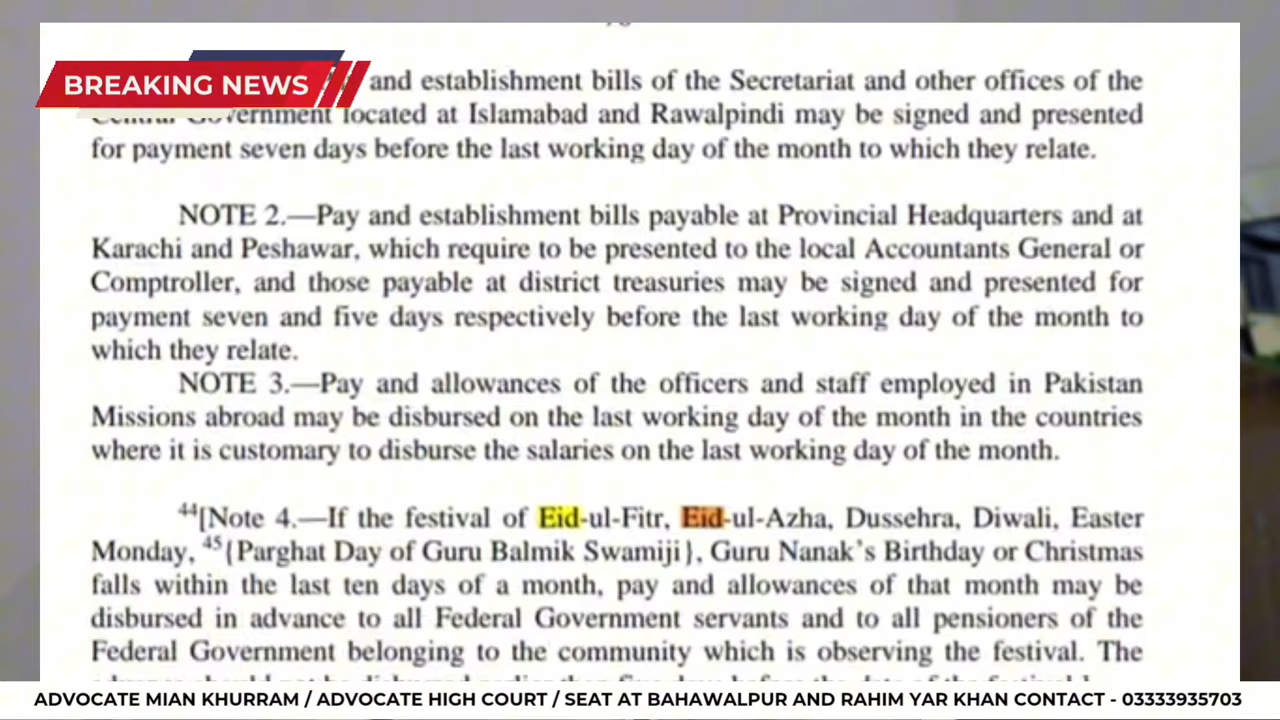 BREAKING NEWS
and establishment bills of the Secretariat and other offices of the
Central Government located at Islamabad and Rawalpindi may be signed and presented
for payment seven days before the last working day of the month to which they relate.
NOTE 2.—Pay and establishment bills payable at Provincial Headquarters and at
Karachi and Peshawar, which require to be presented to the local Accountants General or
Comptroller, and those payable at district treasuries may be signed and presented for
payment seven and five days respectively before the last working day of the month to
which they relate.
NOTE 3.—Pay and allowances of the officers and staff employed in Pakistan
Missions abroad may be disbursed on the last working day of the month in the countries
where it is customary to disburse the salaries on the last working day of the month.
44[Note 4.—If the festival of Eid-ul-Fitr, Eid-ul-Azha, Dussehra, Diwali, Easter
Monday, 45{Parghat Day of Guru Balmik Swamiji}, Guru Nanak's Birthday or Christmas
falls within the last ten days of a month, pay and allowances of that month may be
disbursed in advance to all Federal Government servants and to all pensioners of the
Federal Government belonging to the community which is observing the festival. The
ADVOCATE MIAN KHURRAM / ADVOCATE HIGH COURT / SEAT AT BAHAWALPUR AND RAHIM YAR KHAN CONTACT - 03333935703